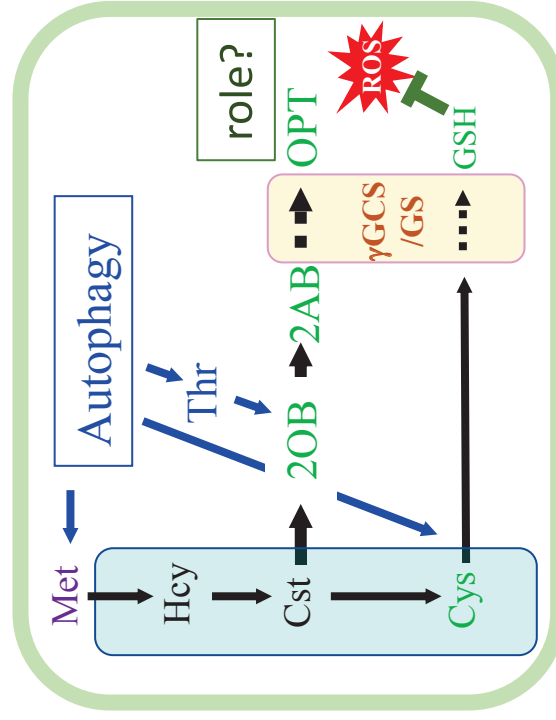 Autophagy
role?
Met
Thr
Hcy
Cst
2OB
2AB
OPT
ROS
γGCS
/GS
Cys
GSH